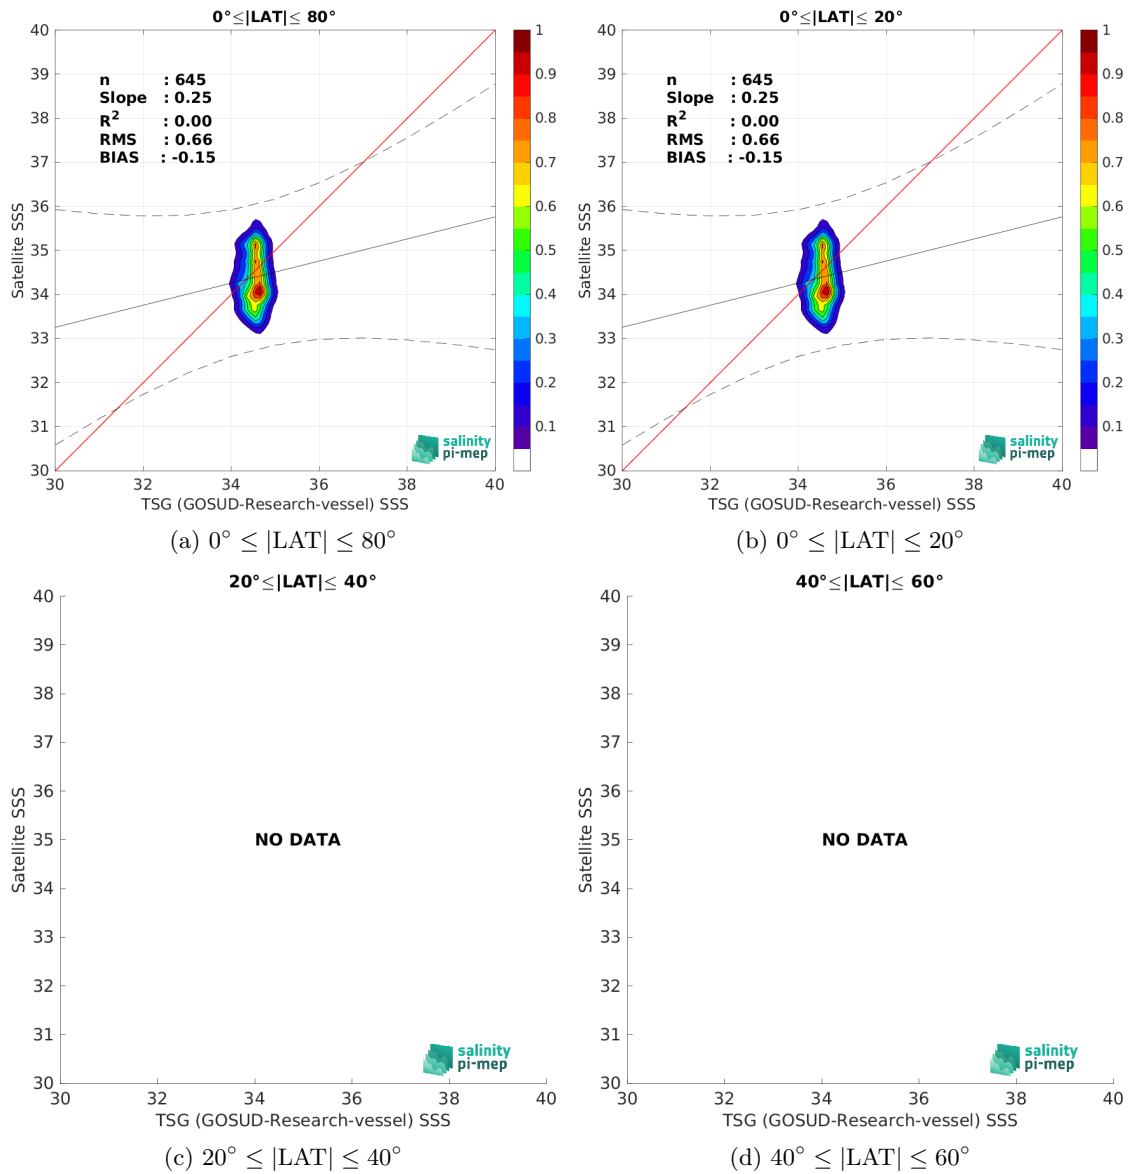 0°≤|LAT|≤ 80°
40
39
38
37
36
35
34
33
32
31
30
30 32 34 36 38 40
Satellite SSS
TSG (GOSUD-Research-vessel) SSS
n : 645
Slope : 0.25
R² : 0.00
RMS : 0.66
BIAS : -0.15
1
0.9
0.8
0.7
0.6
0.5
0.4
0.3
0.2
0.1
salinity
pi-mep
(a) 0° ≤ |LAT| ≤ 80°
0°≤|LAT|≤ 20°
40
39
38
37
36
35
34
33
32
31
30
30 32 34 36 38 40
Satellite SSS
TSG (GOSUD-Research-vessel) SSS
n : 645
Slope : 0.25
R² : 0.00
RMS : 0.66
BIAS : -0.15
1
0.9
0.8
0.7
0.6
0.5
0.4
0.3
0.2
0.1
salinity
pi-mep
(b) 0° ≤ |LAT| ≤ 20°
20°≤|LAT|≤ 40°
40
39
38
37
36
35
34
33
32
31
30
30 32 34 36 38 40
Satellite SSS
TSG (GOSUD-Research-vessel) SSS
NO DATA
salinity
pi-mep
(c) 20° ≤ |LAT| ≤ 40°
40°≤|LAT|≤ 60°
40
39
38
37
36
35
34
33
32
31
30
30 32 34 36 38 40
Satellite SSS
TSG (GOSUD-Research-vessel) SSS
NO DATA
salinity
pi-mep
(d) 40° ≤ |LAT| ≤ 60°